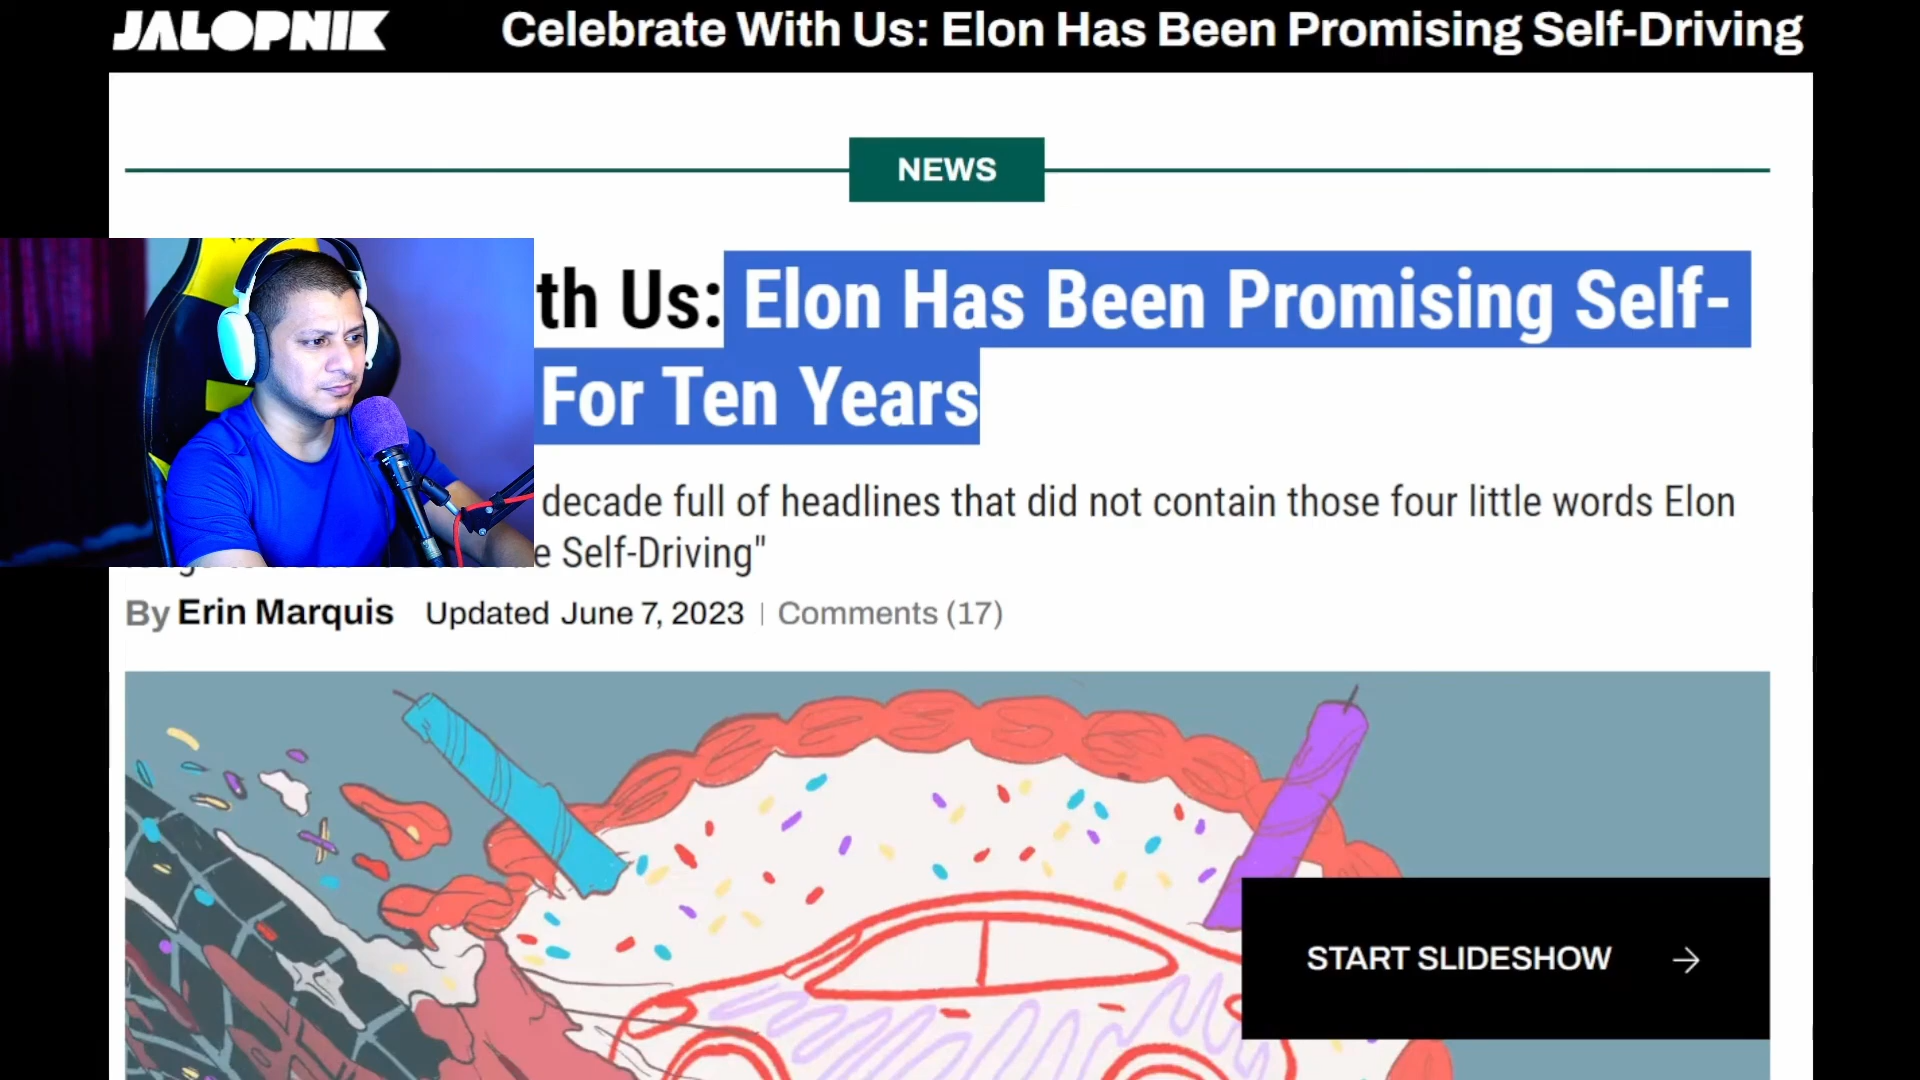 JALOPNIK
Celebrate With Us: Elon Has Been Promising Self-Driving
NEWS
th Us: Elon Has Been Promising Self-
For Ten Years
decade full of headlines that did not contain those four little words Elon
e Self-Driving"
By Erin Marquis Updated June 7, 2023 | Comments (17)
START SLIDESHOW →